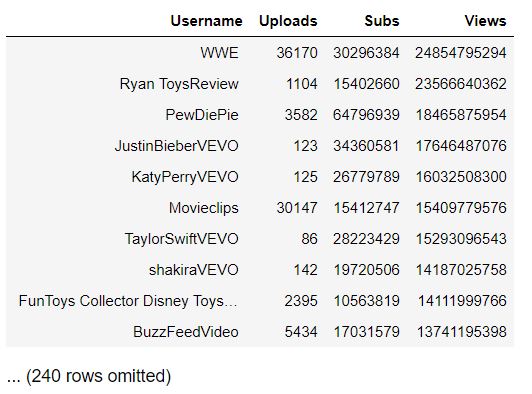 Username Uploads Subs Views
WWE 36170 30296384 24854795294
Ryan ToysReview 1104 15402660 23566640362
PewDiePie 3582 64796939 18465875954
JustinBieberVEVO 123 34360581 17646487076
KatyPerryVEVO 125 26779789 16032508300
Movieclips 30147 15412747 15409779576
TaylorSwiftVEVO 86 28223429 15293096543
shakiraVEVO 142 19720506 14187025758
FunToys Collector Disney Toys… 2395 10563819 14111999766
BuzzFeedVideo 5434 17031579 13741195398
... (240 rows omitted)